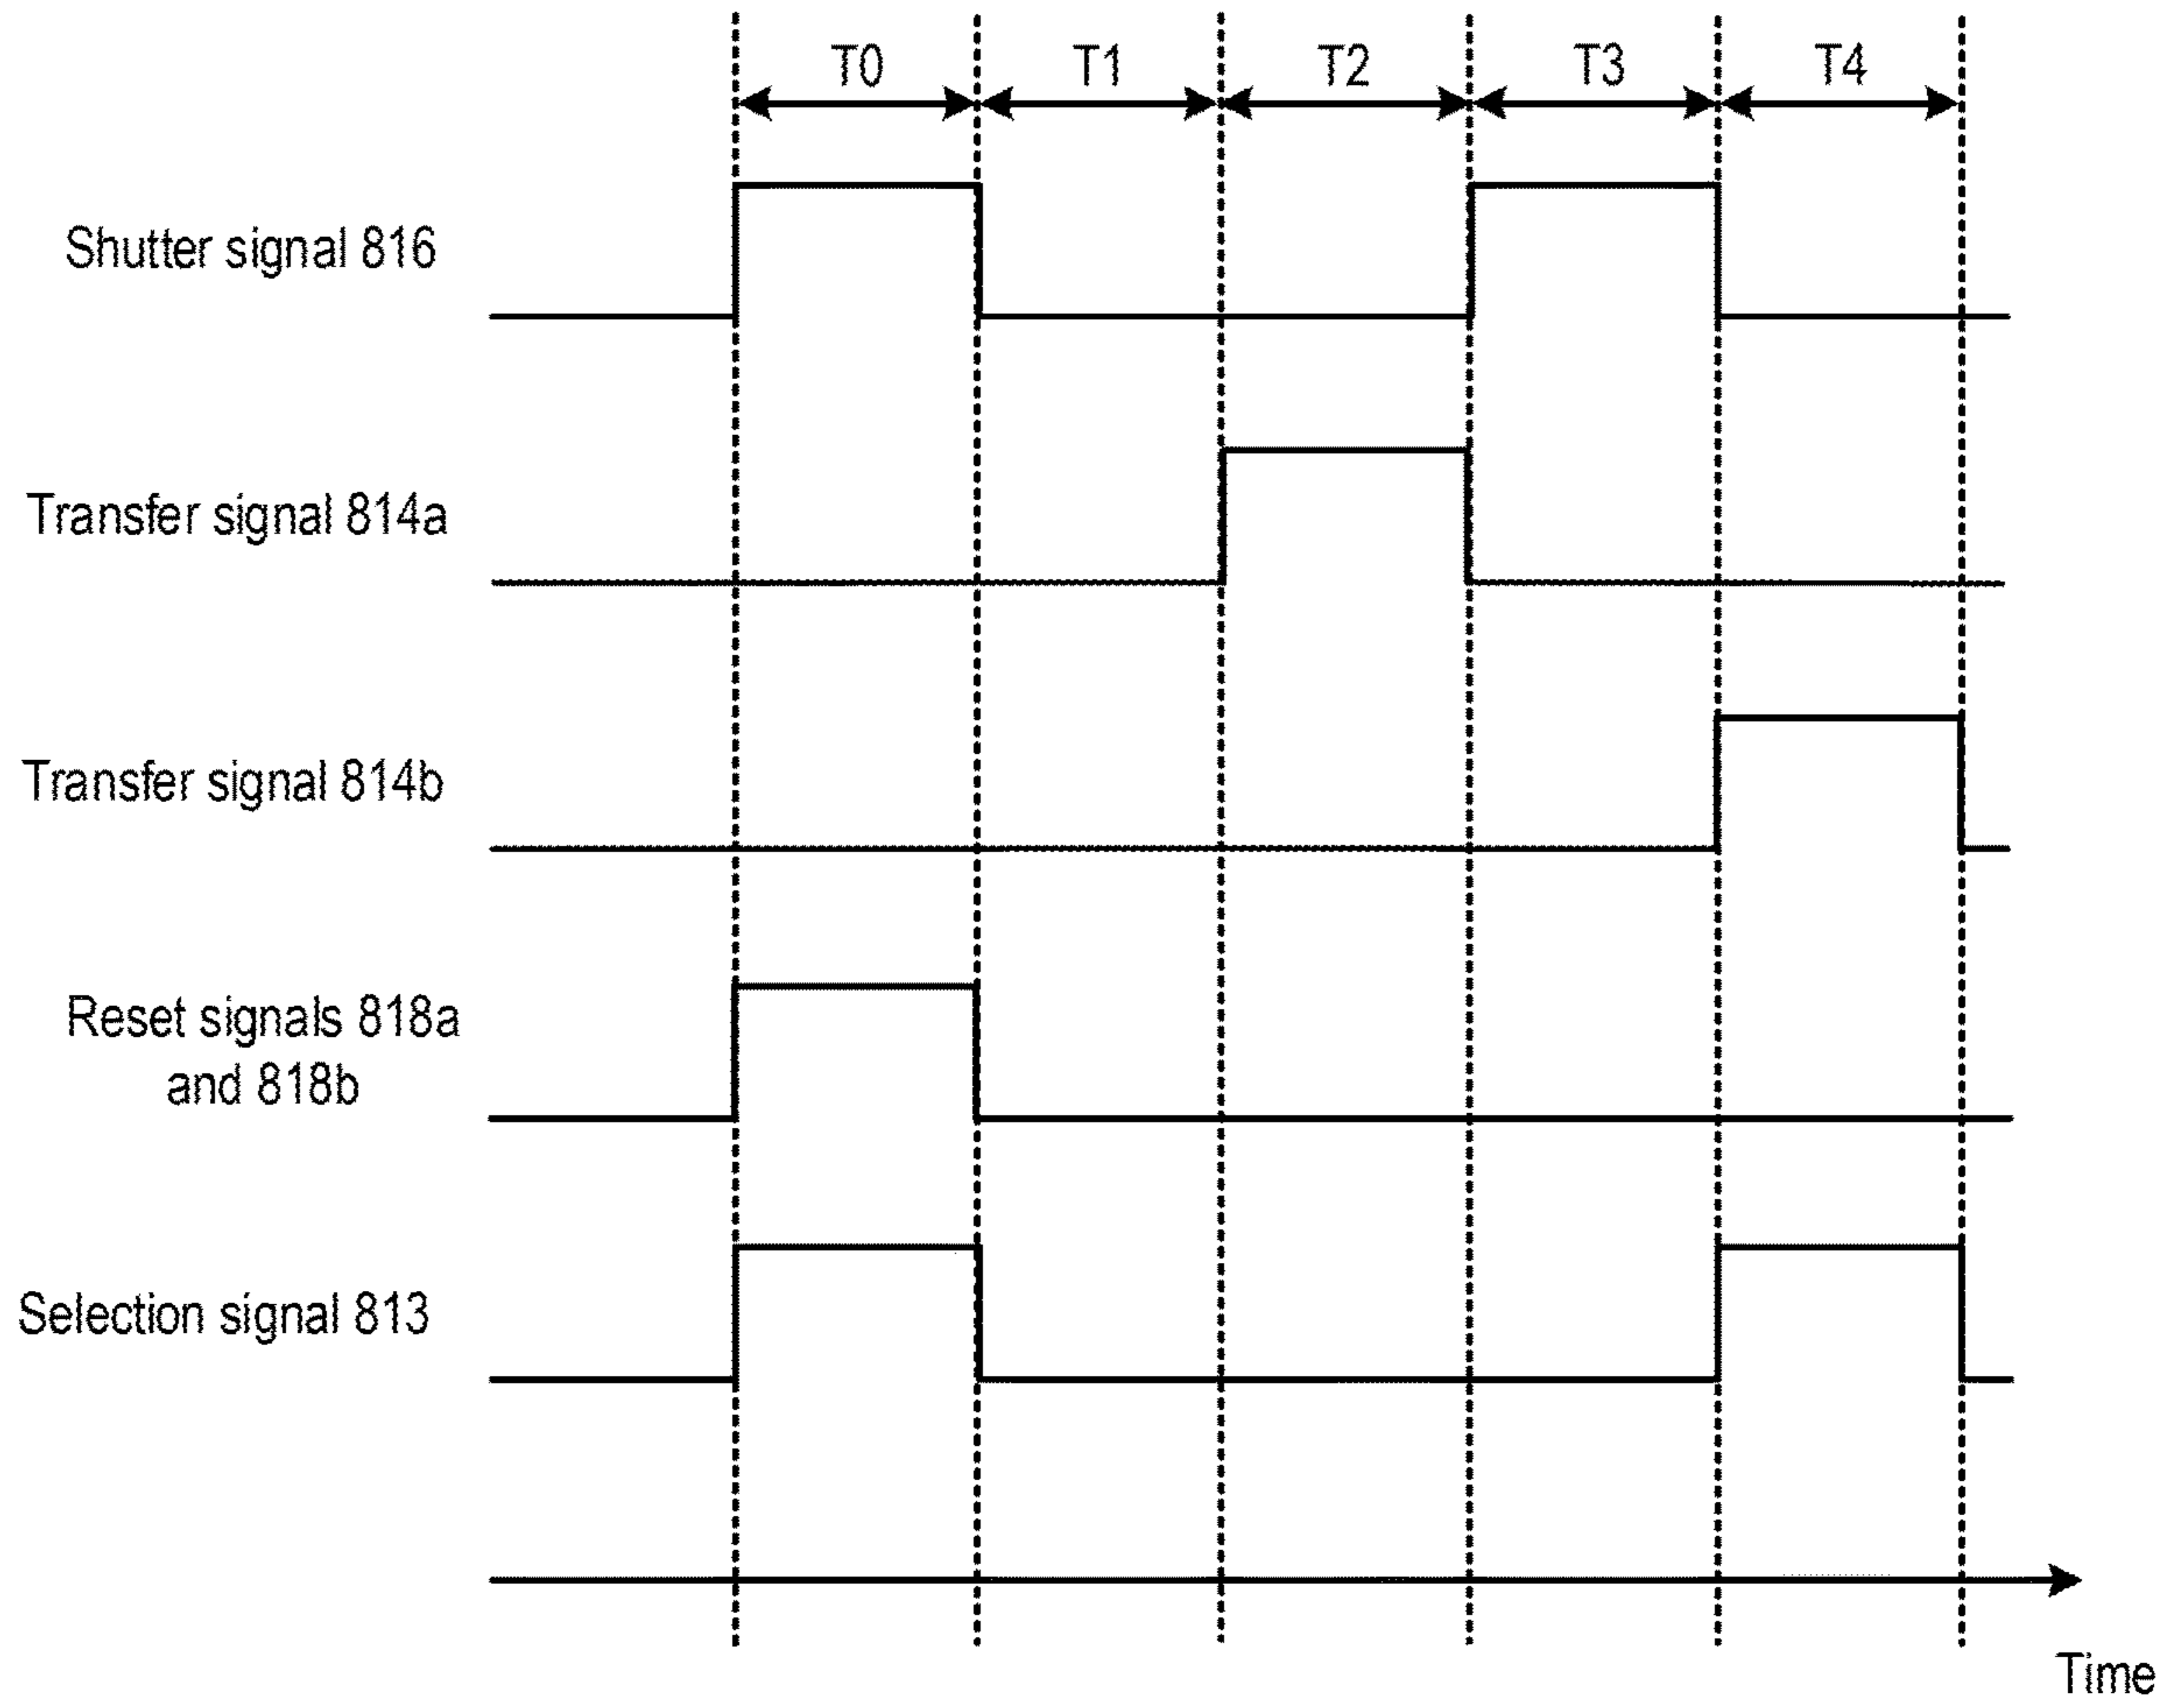 T0 T1 T2 T3 T4
Shutter signal 816
Transfer signal 814a
Transfer signal 814b
Reset signals 818a
and 818b
Selection signal 813
Time